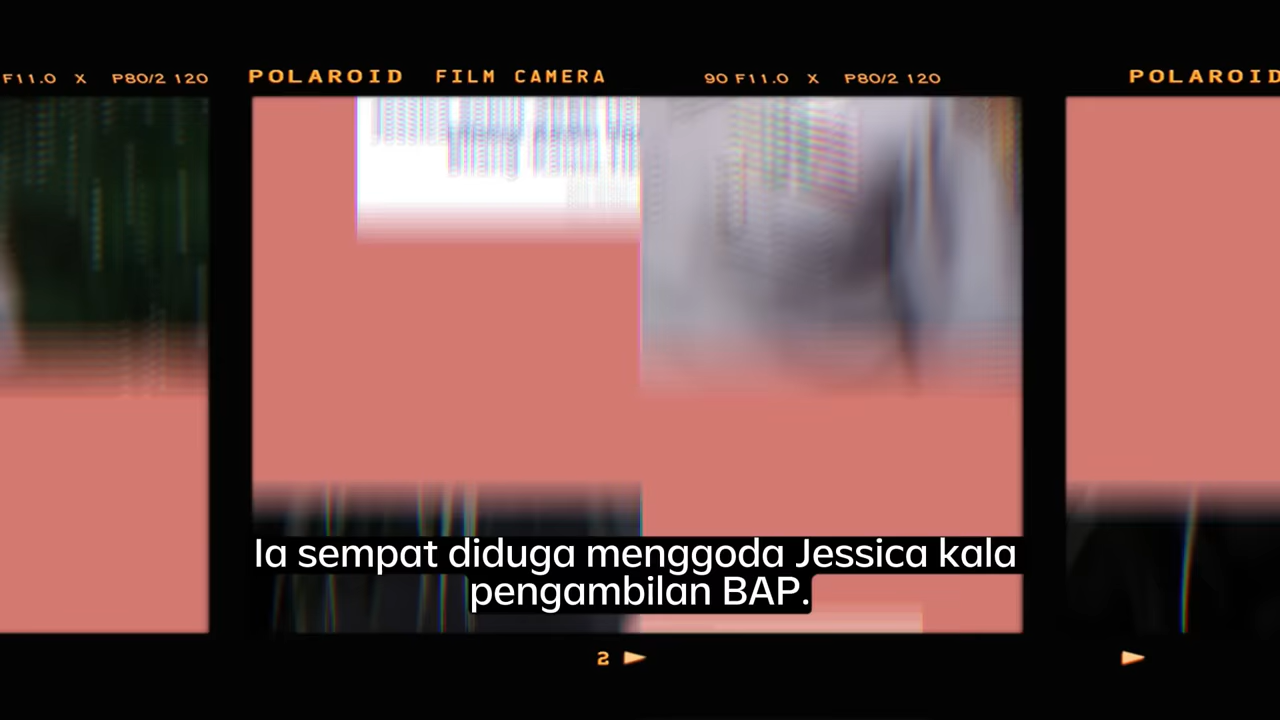 F11.0 X P80/2 120 POLAROID FILM CAMERA 90 F11.0 X P80/2 120 POLAROID
Ia sempat diduga menggoda Jessica kala
pengambilan BAP.
2